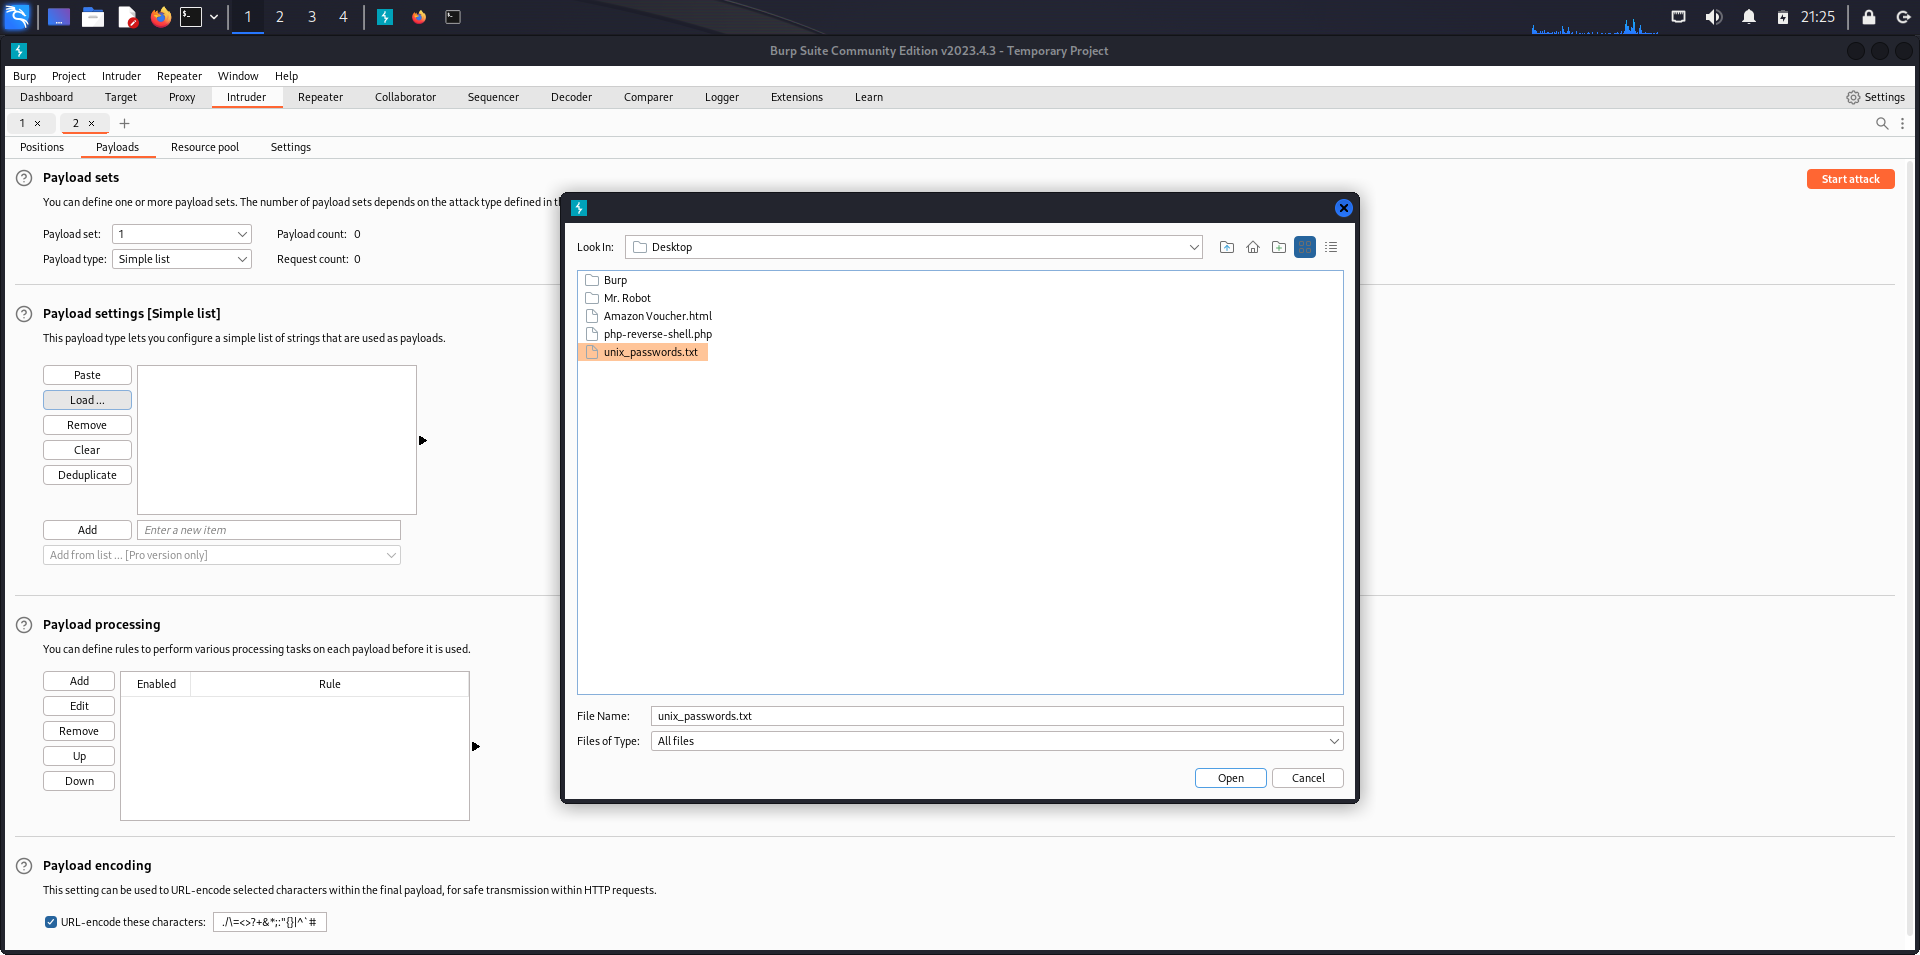 1 2 3 4 21:25
Burp Suite Community Edition v2023.4.3 - Temporary Project
Burp Project Intruder Repeater Window Help
Dashboard Target Proxy Intruder Repeater Collaborator Sequencer Decoder Comparer Logger Extensions Learn Settings
1 × 2 × +
Positions Payloads Resource pool Settings
Payload sets
Start attack
You can define one or more payload sets. The number of payload sets depends on the attack type defined in
Payload set: 1 Payload count: 0
Payload type: Simple list Request count: 0
Payload settings [Simple list]
This payload type lets you configure a simple list of strings that are used as payloads.
Paste
Load ...
Remove
Clear
Deduplicate
Add Enter a new item
Add from list ... [Pro version only]
Payload processing
You can define rules to perform various processing tasks on each payload before it is used.
Enabled Rule
Add
Edit
Remove
Up
Down
Payload encoding
This setting can be used to URL-encode selected characters within the final payload, for safe transmission within HTTP requests.
URL-encode these characters: ./\=<>?+&*;:"{}|^`#
Look In: Desktop
Burp
Mr. Robot
Amazon Voucher.html
php-reverse-shell.php
unix_passwords.txt
File Name: unix_passwords.txt
Files of Type: All files
Open Cancel